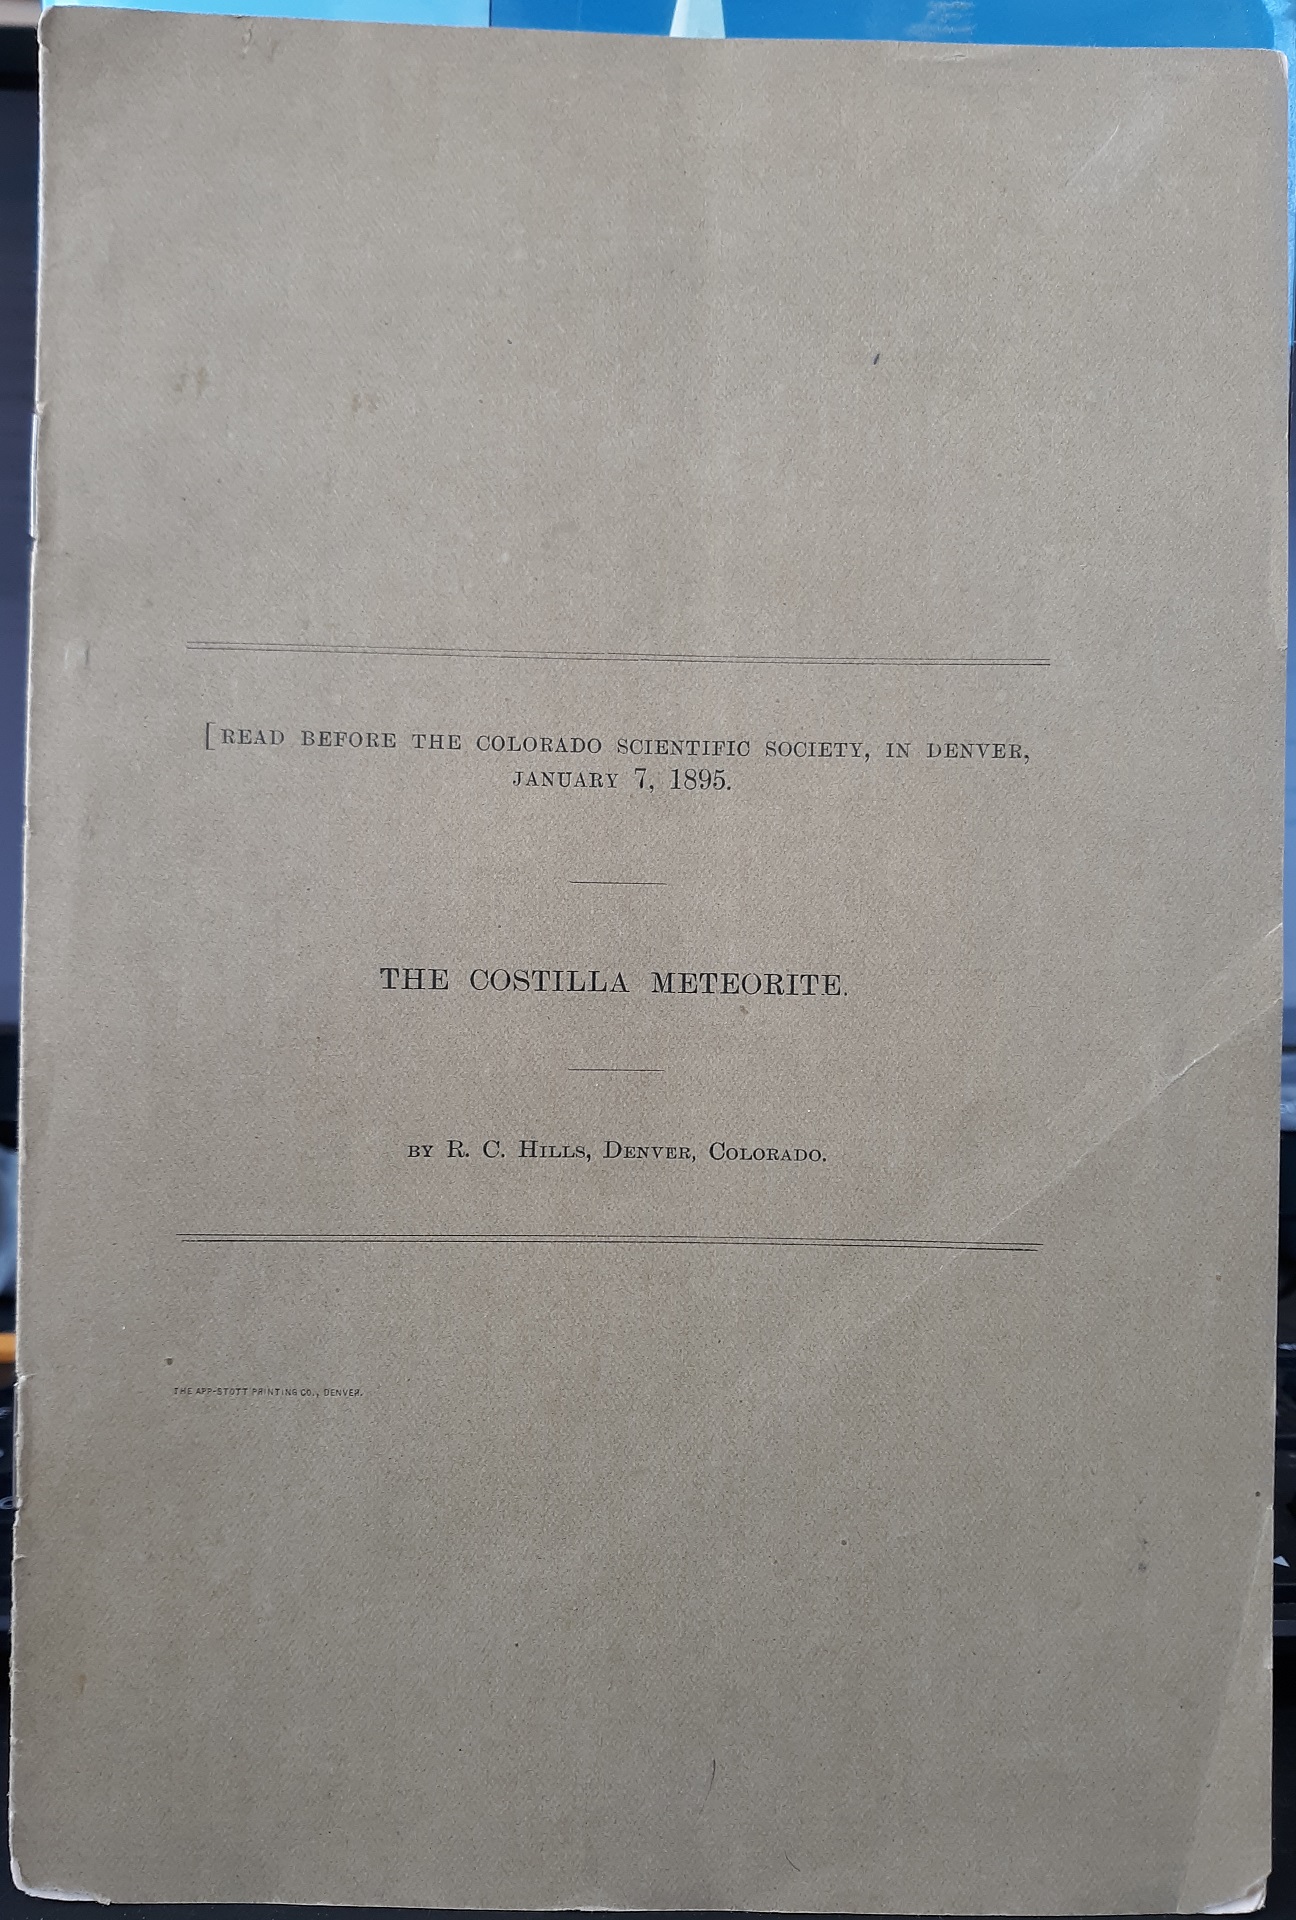 [READ BEFORE THE COLORADO SCIENTIFIC SOCIETY, IN DENVER,
JANUARY 7, 1895.
THE COSTILLA METEORITE.
BY R. C. HILLS, DENVER, COLORADO.
THE APP-STOTT PRINTING CO., DENVER.